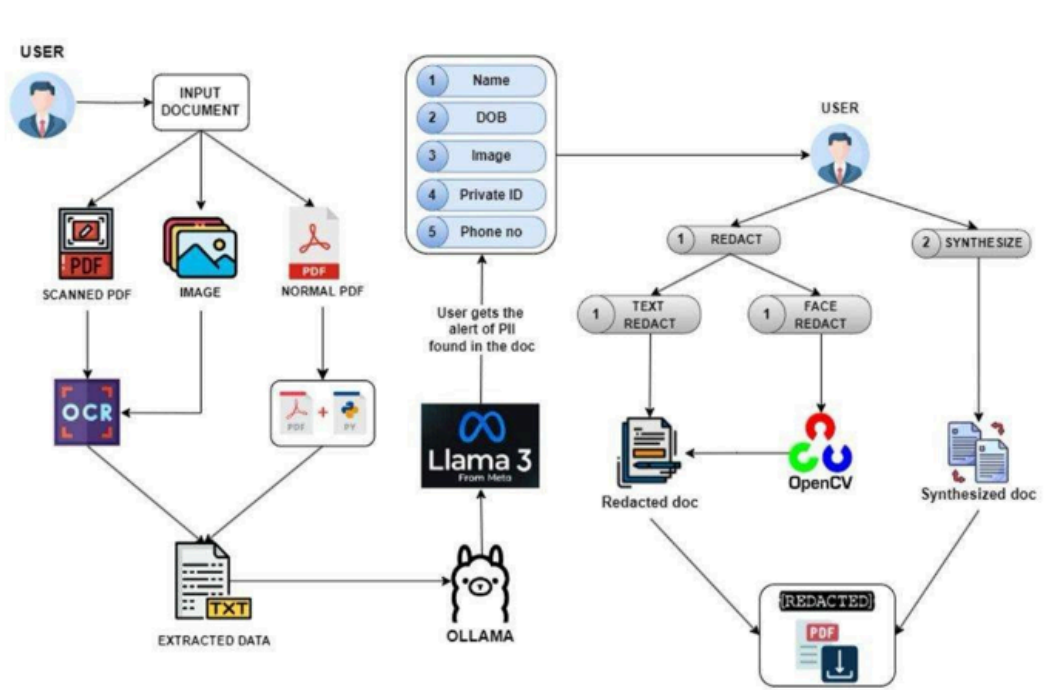 USER
INPUT
DOCUMENT
PDF
SCANNED PDF
IMAGE
PDF
NORMAL PDF
OCR
PDF + PY
TXT
EXTRACTED DATA
OLLAMA
Llama 3
From Meta
User gets the
alert of PII
found in the doc
1 Name
2 DOB
3 Image
4 Private ID
5 Phone no
USER
1 REDACT
2 SYNTHESIZE
1 TEXT
REDACT
1 FACE
REDACT
Redacted doc
OpenCV
Synthesized doc
[REDACTED]
PDF